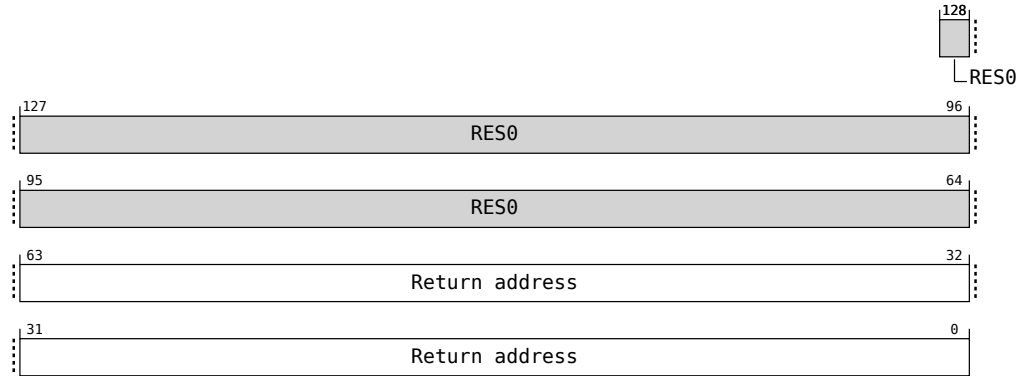 128
RES0
127 96
RES0
95 64
RES0
63 32
Return address
31 0
Return address